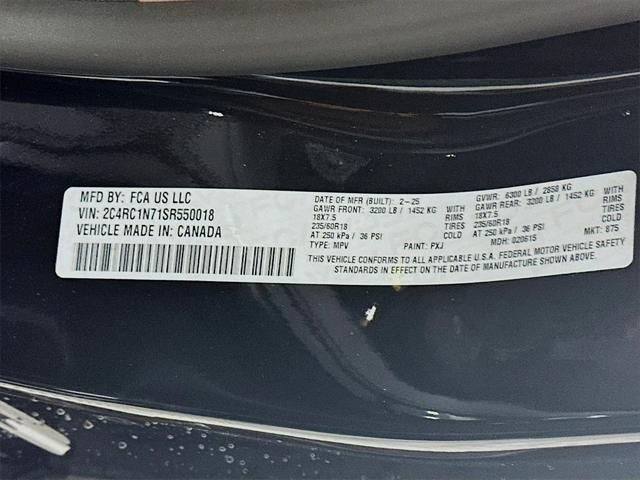 MFD BY: FCA US LLC
VIN: 2C4RC1N71SR550018
VEHICLE MADE IN: CANADA
DATE OF MFR (BUILT): 2-25
GAWR FRONT: 3200 LB / 1452 KG WITH
18X7.5 TIRES
235/60R18 RIMS
AT 250 kPa / 36 PSI COLD
TYPE: MPV PAINT: PXJ
GVWR: 6300 LB / 2858 KG
GAWR REAR: 3200 LB / 1452 KG WITH
18X7.5
235/60R18 TIRES
AT 250 kPa / 36 PSI COLD
MDH: 020615 MKT: 875
THIS VEHICLE CONFORMS TO ALL APPLICABLE U.S.A. FEDERAL MOTOR VEHICLE SAFETY
STANDARDS IN EFFECT ON THE DATE OF MANUFACTURE SHOWN ABOVE.